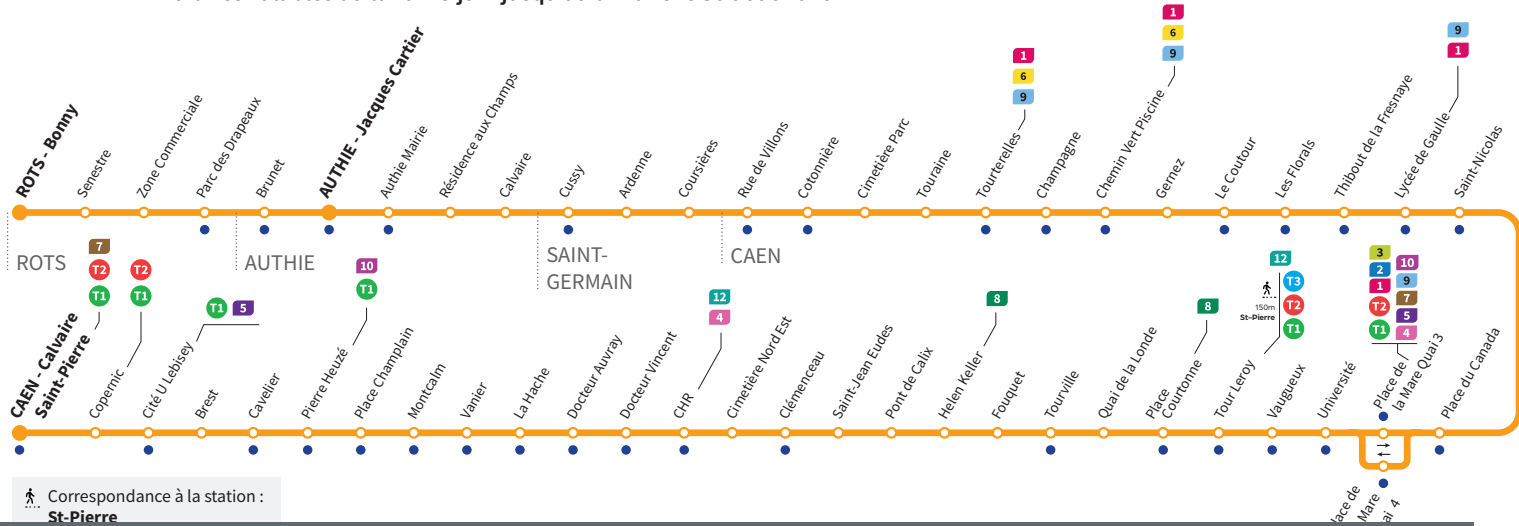 ROTS - Bonny
Senestre
Zone Commerciale
Parc des Drapeaux
Brunet
AUTHIE - Jacques Cartier
Authie Mairie
Résidence aux Champs
Calvaire
Cussy
Ardenne
Coursières
Rue de Villons
Cotonnière
Cimetière Parc
Touraine
Tourterelles
1
6
9
Champagne
Chemin Vert Piscine
1
6
9
Gernez
Le Coutour
Les Florals
Thibout de la Fresnaye
Lycée de Gaulle
9
1
Saint-Nicolas
ROTS
AUTHIE
SAINT-
GERMAIN
CAEN
CAEN - Calvaire
Saint-Pierre
7
T2
T1
Copernic
T2
T1
Cité U Lebisey
T1 5
Brest
Cavelier
Pierre Heuzé
10
T1
Place Champlain
Montcalm
Vanier
La Hache
Docteur Auvray
Docteur Vincent
CHR
12
4
Cimetière Nord Est
Clémenceau
Saint-Jean Eudes
Pont de Calix
Helen Keller
8
Fouquet
Tourville
Quai de la Londe
Place
Courtonne
8
Tour Leroy
12
T3
T2
T1
150m
St-Pierre
Vaugueux
Université
Place de
la Mare Quai 3
3
2
1
T2
T1
10
9
7
5
4
Place du Canada
Mare
4
Correspondance à la station :
St-Pierre